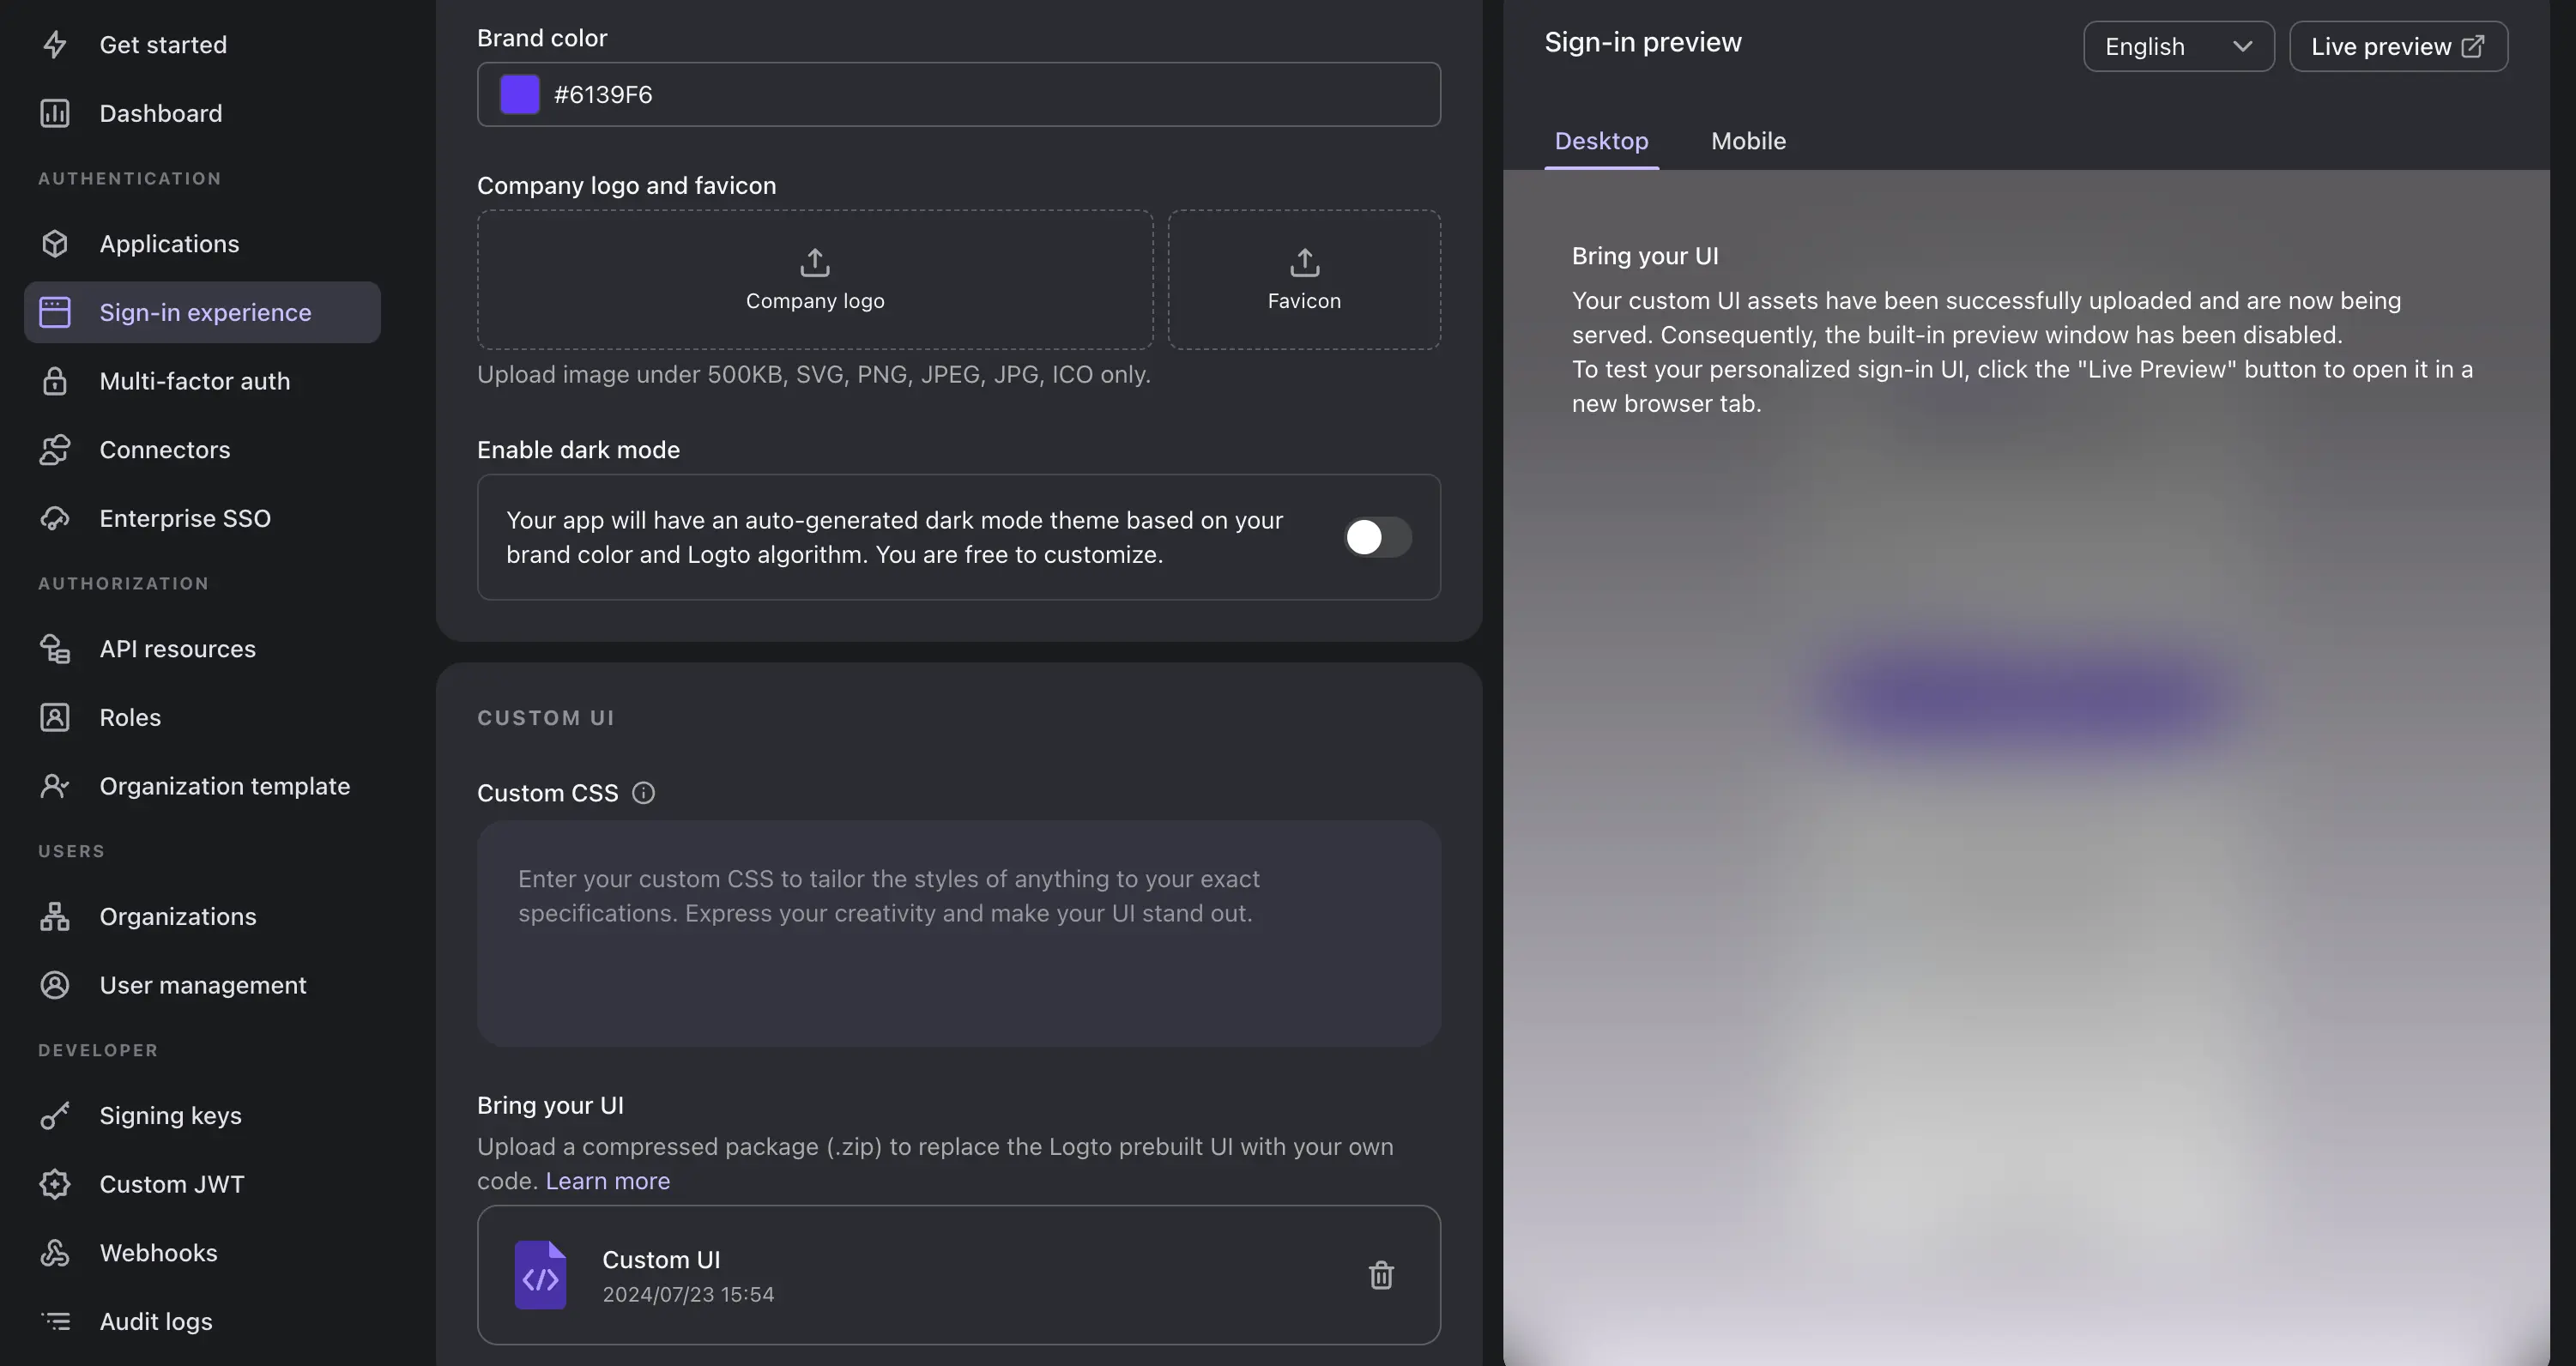 Get started
Dashboard
AUTHENTICATION
Applications
Sign-in experience
Multi-factor auth
Connectors
Enterprise SSO
AUTHORIZATION
API resources
Roles
Organization template
USERS
Organizations
User management
DEVELOPER
Signing keys
Custom JWT
Webhooks
Audit logs
Brand color
#6139F6
Company logo and favicon
Company logo
Favicon
Upload image under 500KB, SVG, PNG, JPEG, JPG, ICO only.
Enable dark mode
Your app will have an auto-generated dark mode theme based on your
brand color and Logto algorithm. You are free to customize.
CUSTOM UI
Custom CSS
Enter your custom CSS to tailor the styles of anything to your exact
specifications. Express your creativity and make your UI stand out.
Bring your UI
Upload a compressed package (.zip) to replace the Logto prebuilt UI with your own
code. Learn more
Custom UI
2024/07/23 15:54
Sign-in preview
English
Live preview
Desktop
Mobile
Bring your UI
Your custom UI assets have been successfully uploaded and are now being
served. Consequently, the built-in preview window has been disabled.
To test your personalized sign-in UI, click the "Live Preview" button to open it in a
new browser tab.